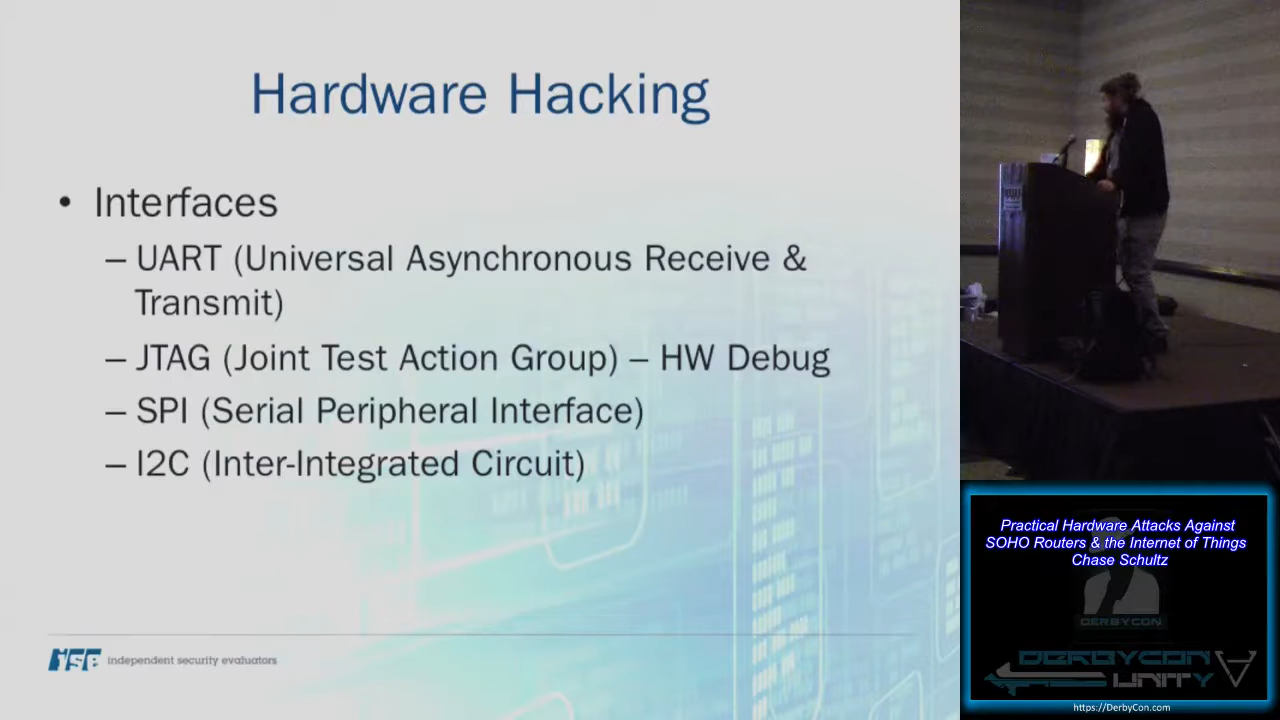 Hardware Hacking
• Interfaces
– UART (Universal Asynchronous Receive &
Transmit)
– JTAG (Joint Test Action Group) – HW Debug
– SPI (Serial Peripheral Interface)
– I2C (Inter-Integrated Circuit)
ise independent security evaluators
Practical Hardware Attacks Against
SOHO Routers & the Internet of Things
Chase Schultz
DERBYCON
DERBYCON
UNITY
https://DerbyCon.com